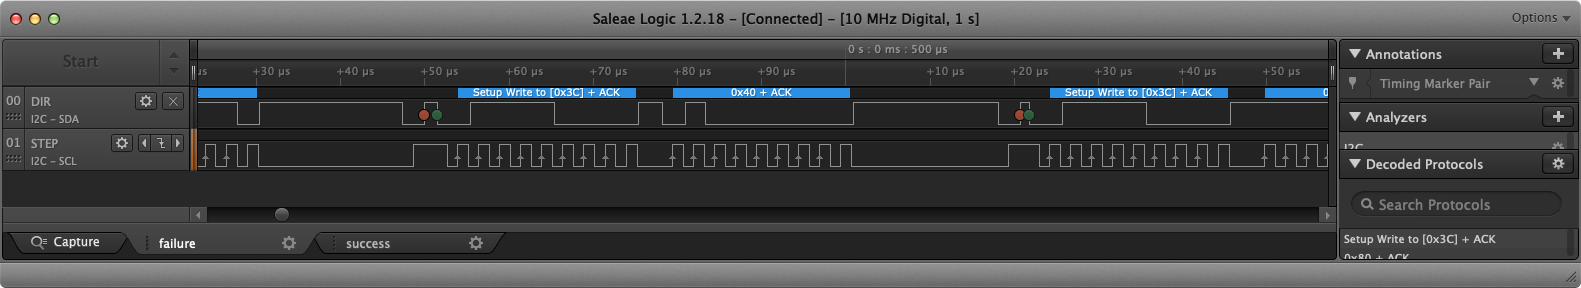 Saleae Logic 1.2.18 - [Connected] - [10 MHz Digital, 1 s]
Options
Start
0 s : 0 ms : 500 µs
µs +30 µs +40 µs +50 µs +60 µs +70 µs +80 µs +90 µs +10 µs +20 µs +30 µs +40 µs +50 µs
Setup Write to [0x3C] + ACK 0x40 + ACK Setup Write to [0x3C] + ACK 0
00 DIR
I2C - SDA
01 STEP
I2C - SCL
Capture failure success
Annotations
Timing Marker Pair
Analyzers
I2C
Decoded Protocols
Search Protocols
Setup Write to [0x3C] + ACK
0x80 + ACK